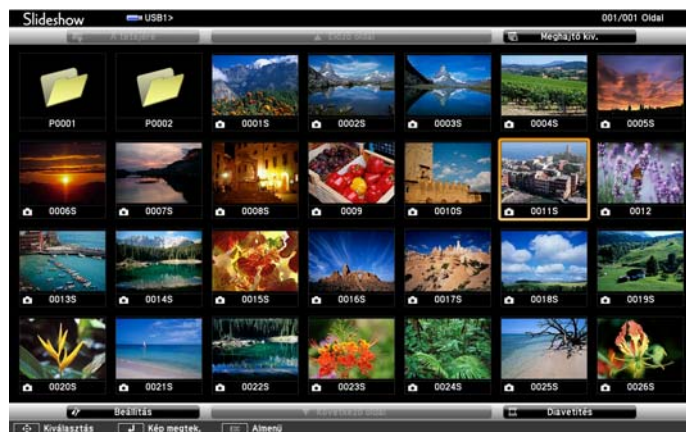 Slideshow USB1> 001/001 Oldal
A tetejére Előző oldal Meghajtó kiv.
P0001 P0002 0001S 0002S 0003S 0004S 0005S
0006S 0007S 0008S 0009 0010S 0011S 0012
0013S 0014S 0015S 0016S 0017S 0018S 0019S
0020S 0021S 0022S 0023S 0024S 0025S 0026S
Beállítás Következő oldal Diavetítés
Kiválasztás Kép megtek. Esc Almenü